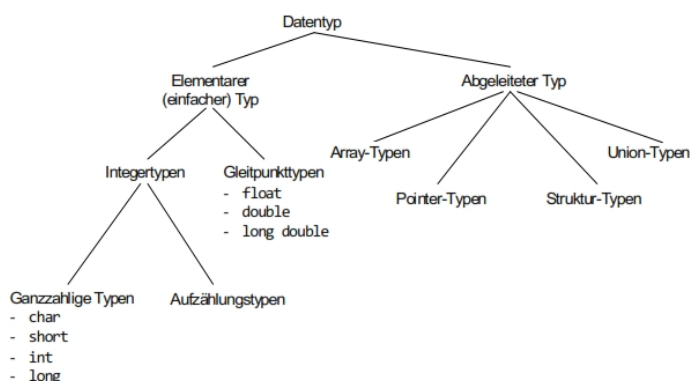 Datentyp
Elementarer
(einfacher) Typ
Abgeleiteter Typ
Array-Typen
Union-Typen
Integertypen
Gleitpunkttypen
- float
- double
- long double
Pointer-Typen
Struktur-Typen
Ganzzahlige Typen
- char
- short
- int
- long
Aufzählungstypen